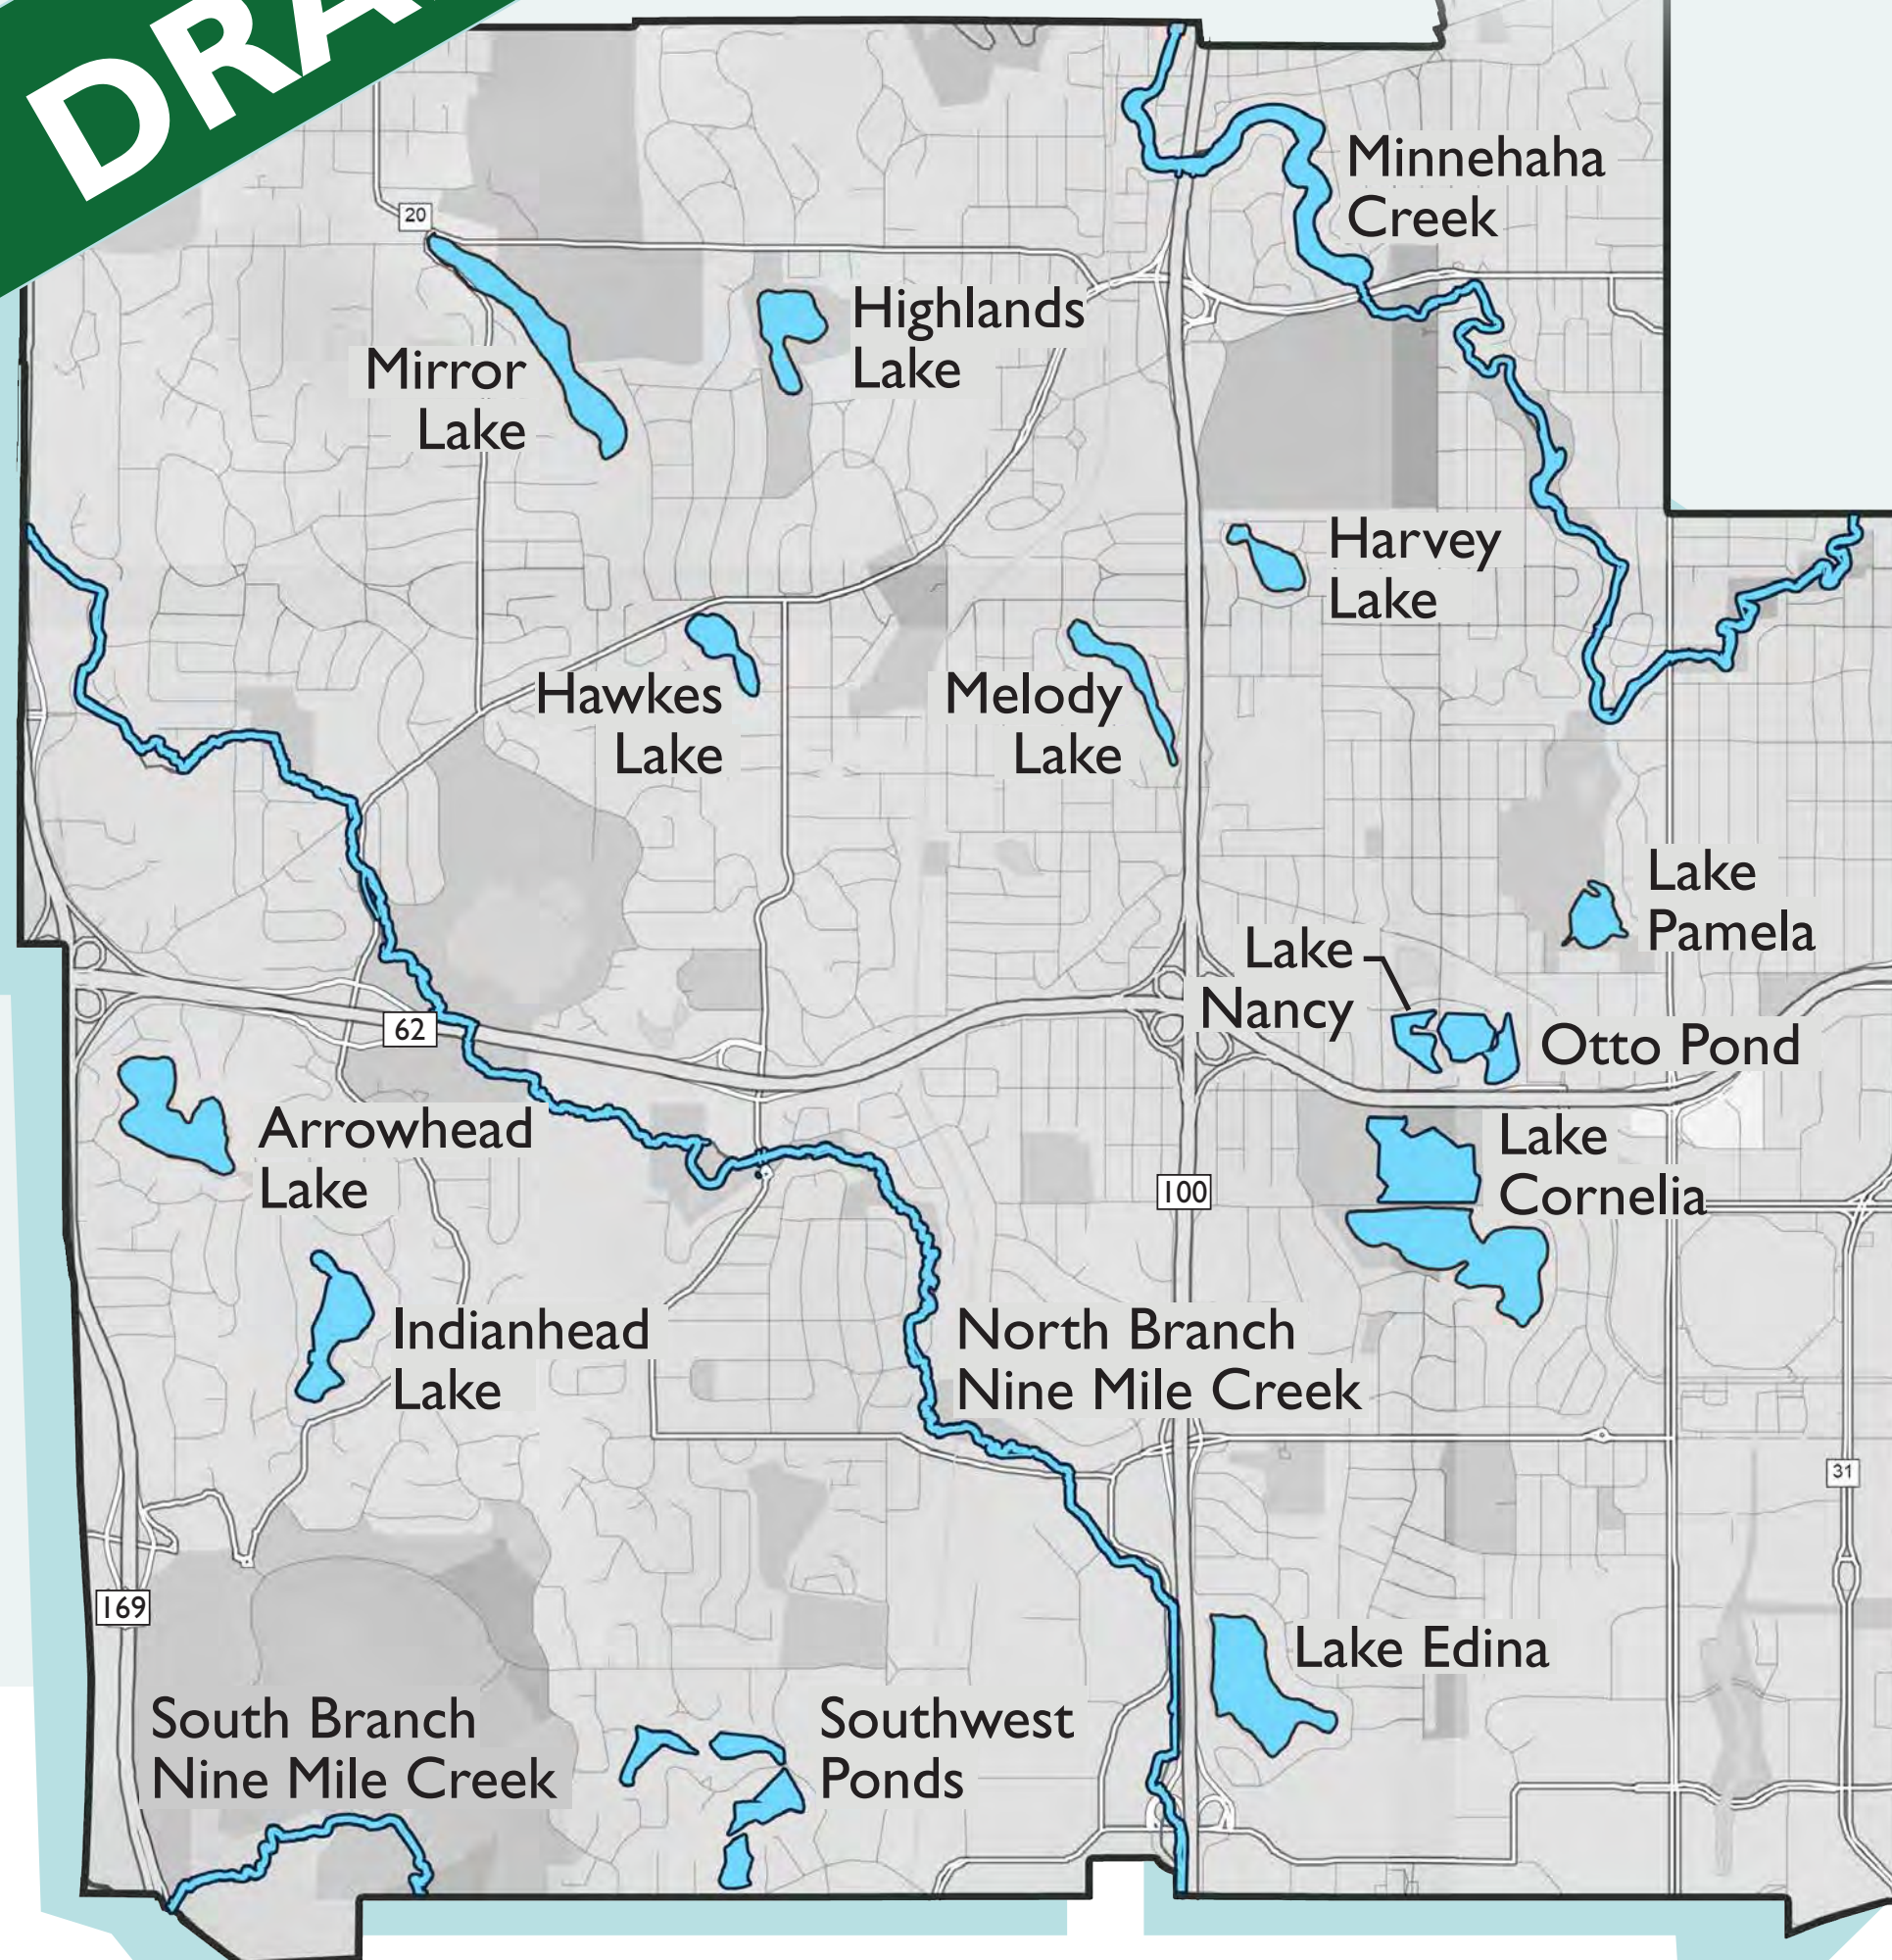 DRA
Minnehaha
Creek
20
Highlands
Lake
Mirror
Lake
Harvey
Lake
Hawkes
Lake
Melody
Lake
Lake
Pamela
Lake
Nancy
62
Otto Pond
Arrowhead
Lake
Lake
Cornelia
100
Indianhead
Lake
North Branch
Nine Mile Creek
31
169
Lake Edina
South Branch
Nine Mile Creek
Southwest
Ponds